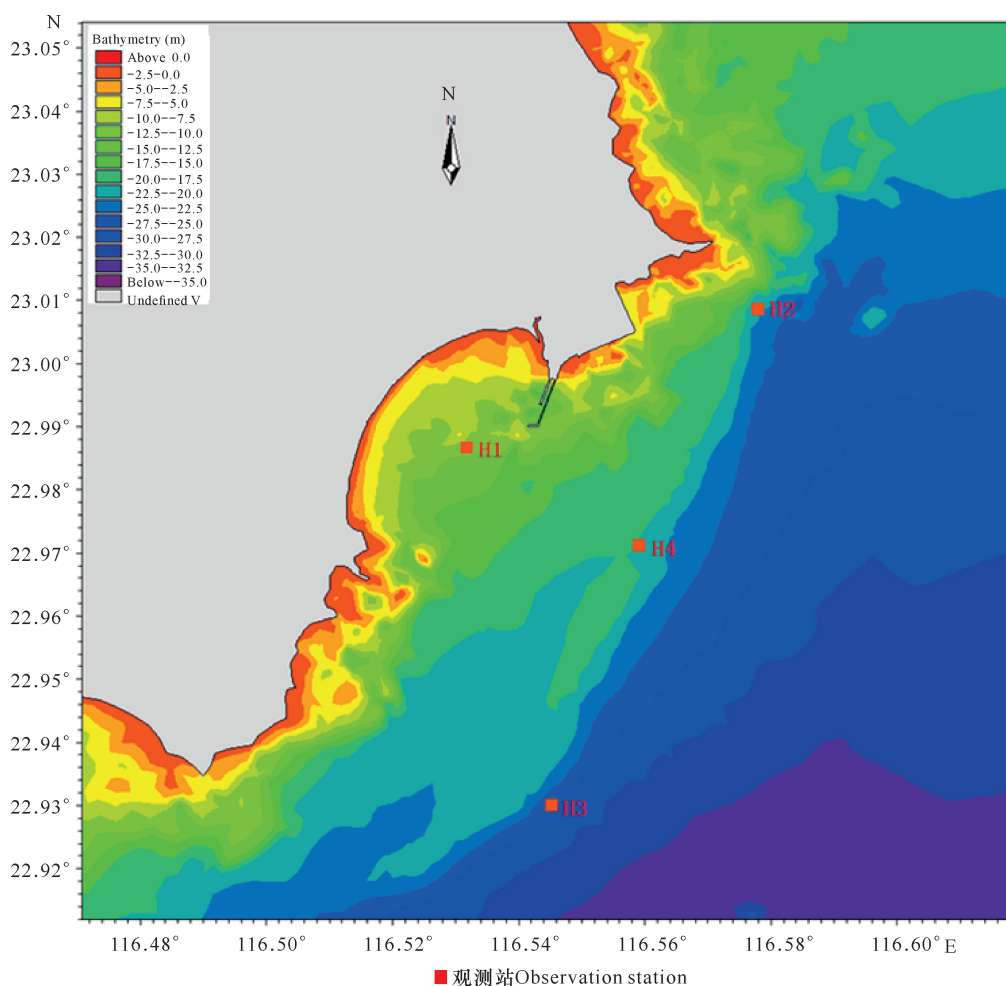 N
23.05°
23.04°
23.03°
23.02°
23.01°
23.00°
22.99°
22.98°
22.97°
22.96°
22.95°
22.94°
22.93°
22.92°
Bathymetry (m)
Above 0.0
-2.5-0.0
-5.0--2.5
-7.5--5.0
-10.0--7.5
-12.5--10.0
-15.0--12.5
-17.5--15.0
-20.0--17.5
-22.5--20.0
-25.0--22.5
-27.5--25.0
-30.0--27.5
-32.5--30.0
-35.0--32.5
Below--35.0
Undefined V
N
N
H2
H1
H4
H3
116.48° 116.50° 116.52° 116.54° 116.56° 116.58° 116.60° E
观测站Observation station